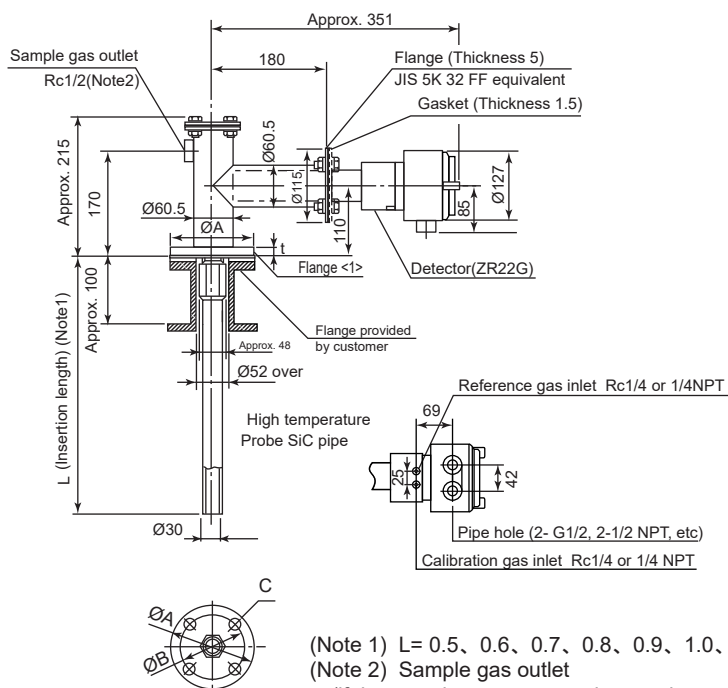 Approx. 351
Sample gas outlet
Rc1/2(Note2)
180
Flange (Thickness 5)
JIS 5K 32 FF equivalent
Gasket (Thickness 1.5)
Approx. 215
170
Ø60.5
Ø60.5
Ø115
110
Ø127
85
ØA
t
Flange <1>
Detector(ZR22G)
L (Insertion length) (Note1)
Approx. 100
Flange provided
by customer
Approx. 48
Ø52 over
High temperature
Probe SiC pipe
Ø30
Reference gas inlet Rc1/4 or 1/4NPT
69
25
42
Pipe hole (2- G1/2, 2-1/2 NPT, etc)
Calibration gas inlet Rc1/4 or 1/4 NPT
C
ØA
ØB
(Note 1) L= 0.5、0.6、0.7、0.8、0.9、1.0、
(Note 2) Sample gas outlet